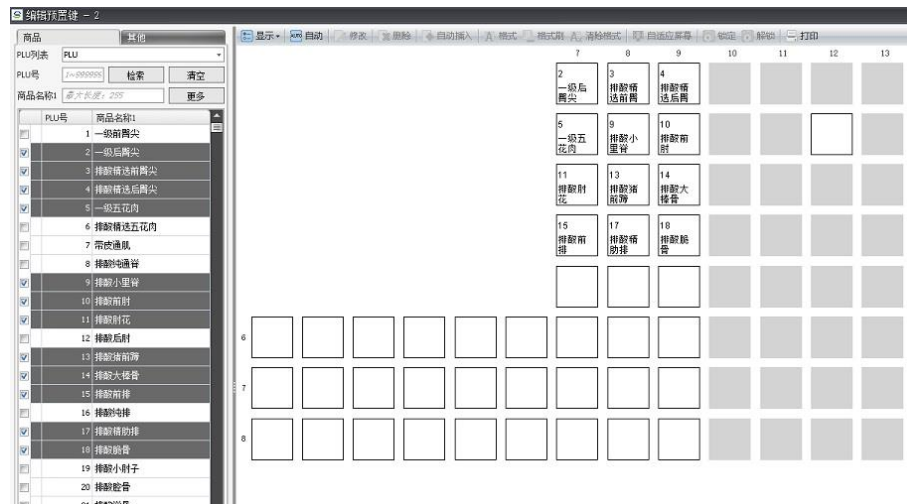 编辑预置键 - 2
商品 其他
PLU列表 PLU
PLU号 1~999999 检索 清空
商品名称1 最大长度: 255 更多
显示 自动 修改 删除 自动插入 格式 格式刷 清除格式 自适应屏幕 锁定 解锁 打印
PLU号 商品名称1
1 一级前臀尖
2 一级后臀尖
3 排酸精选前臀尖
4 排酸精选后臀尖
5 一级五花肉
6 排酸精选五花肉
7 带皮通肌
8 排酸纯通脊
9 排酸小里脊
10 排酸前肘
11 排酸肘花
12 排酸后肘
13 排酸猪前蹄
14 排酸大棒骨
15 排酸前排
16 排酸纯排
17 排酸精肋排
18 排酸脆骨
19 排酸小肘子
20 排酸腔骨
7 8 9 10 11 12 13
2 3 4
一级后 排酸精 排酸精
臀尖 选前臀 选后臀
5 9 10
一级五 排酸小 排酸前
花肉 里脊 肘
11 13 14
排酸肘 排酸猪 排酸大
花 前蹄 棒骨
15 17 18
排酸前 排酸精 排酸脆
排 肋排 骨
6
7
8